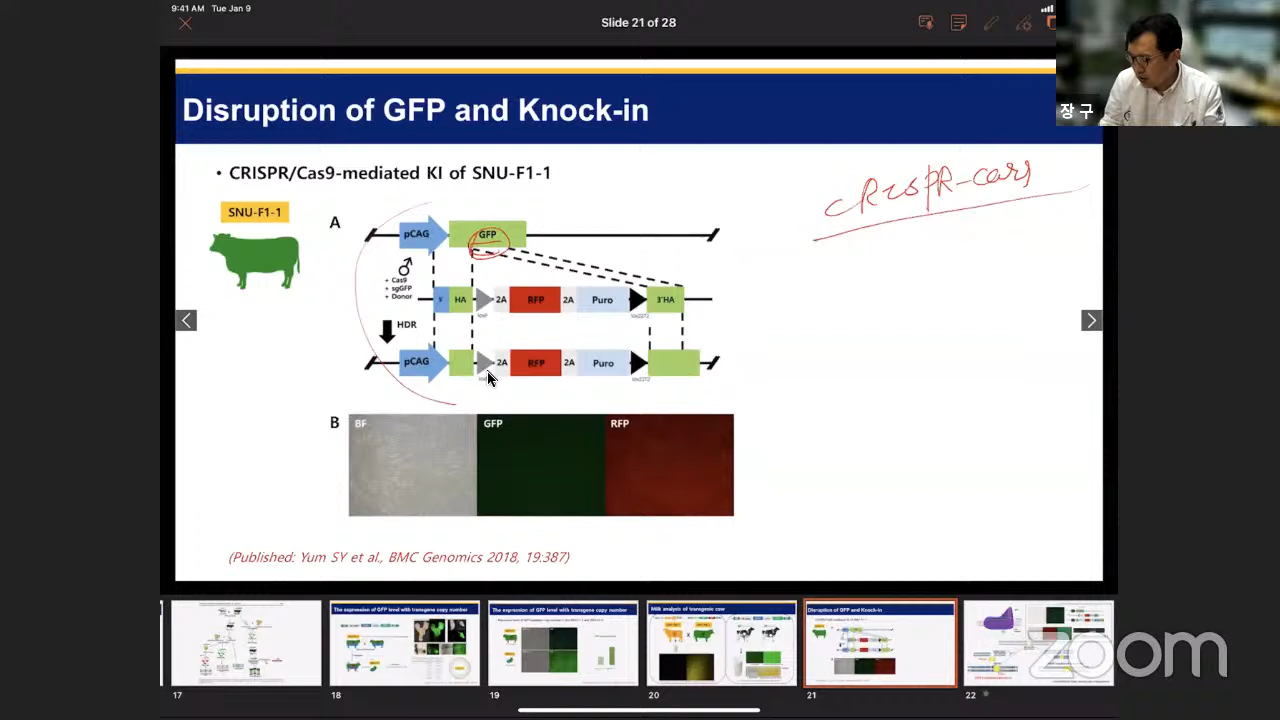 9:41 AM Tue Jan 9
Slide 21 of 28
장 구
Disruption of GFP and Knock-in
• CRISPR/Cas9-mediated KI of SNU-F1-1
CRISPR-cas9
SNU-F1-1
A
pCAG GFP
+ Cas9
+ sgGFP
+ Donor
5' HA 2A RFP 2A Puro 3'HA
loxP lox2272
HDR
pCAG 2A RFP 2A Puro
lox2272
B
BF GFP RFP
(Published: Yum SY et al., BMC Genomics 2018, 19:387)
The expression of GFP level with transgene copy number
The expression of GFP level with transgene copy number
Milk analysis of transgenic cow
Disruption of GFP and Knock-in
17 18 19 20 21 22
zoom